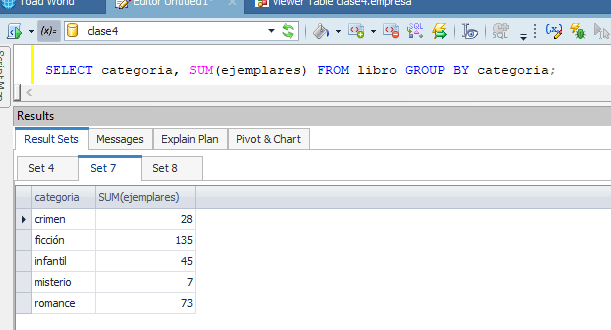 Toad World
Editor Untitled1*
Viewer Table clase4.empresa
(x)=
clase4
SQL
SELECT categoria, SUM(ejemplares) FROM libro GROUP BY categoria;
Results
Result Sets Messages Explain Plan Pivot & Chart
Set 4 Set 7 Set 8
categoria SUM(ejemplares)
crimen 28
ficción 135
infantil 45
misterio 7
romance 73